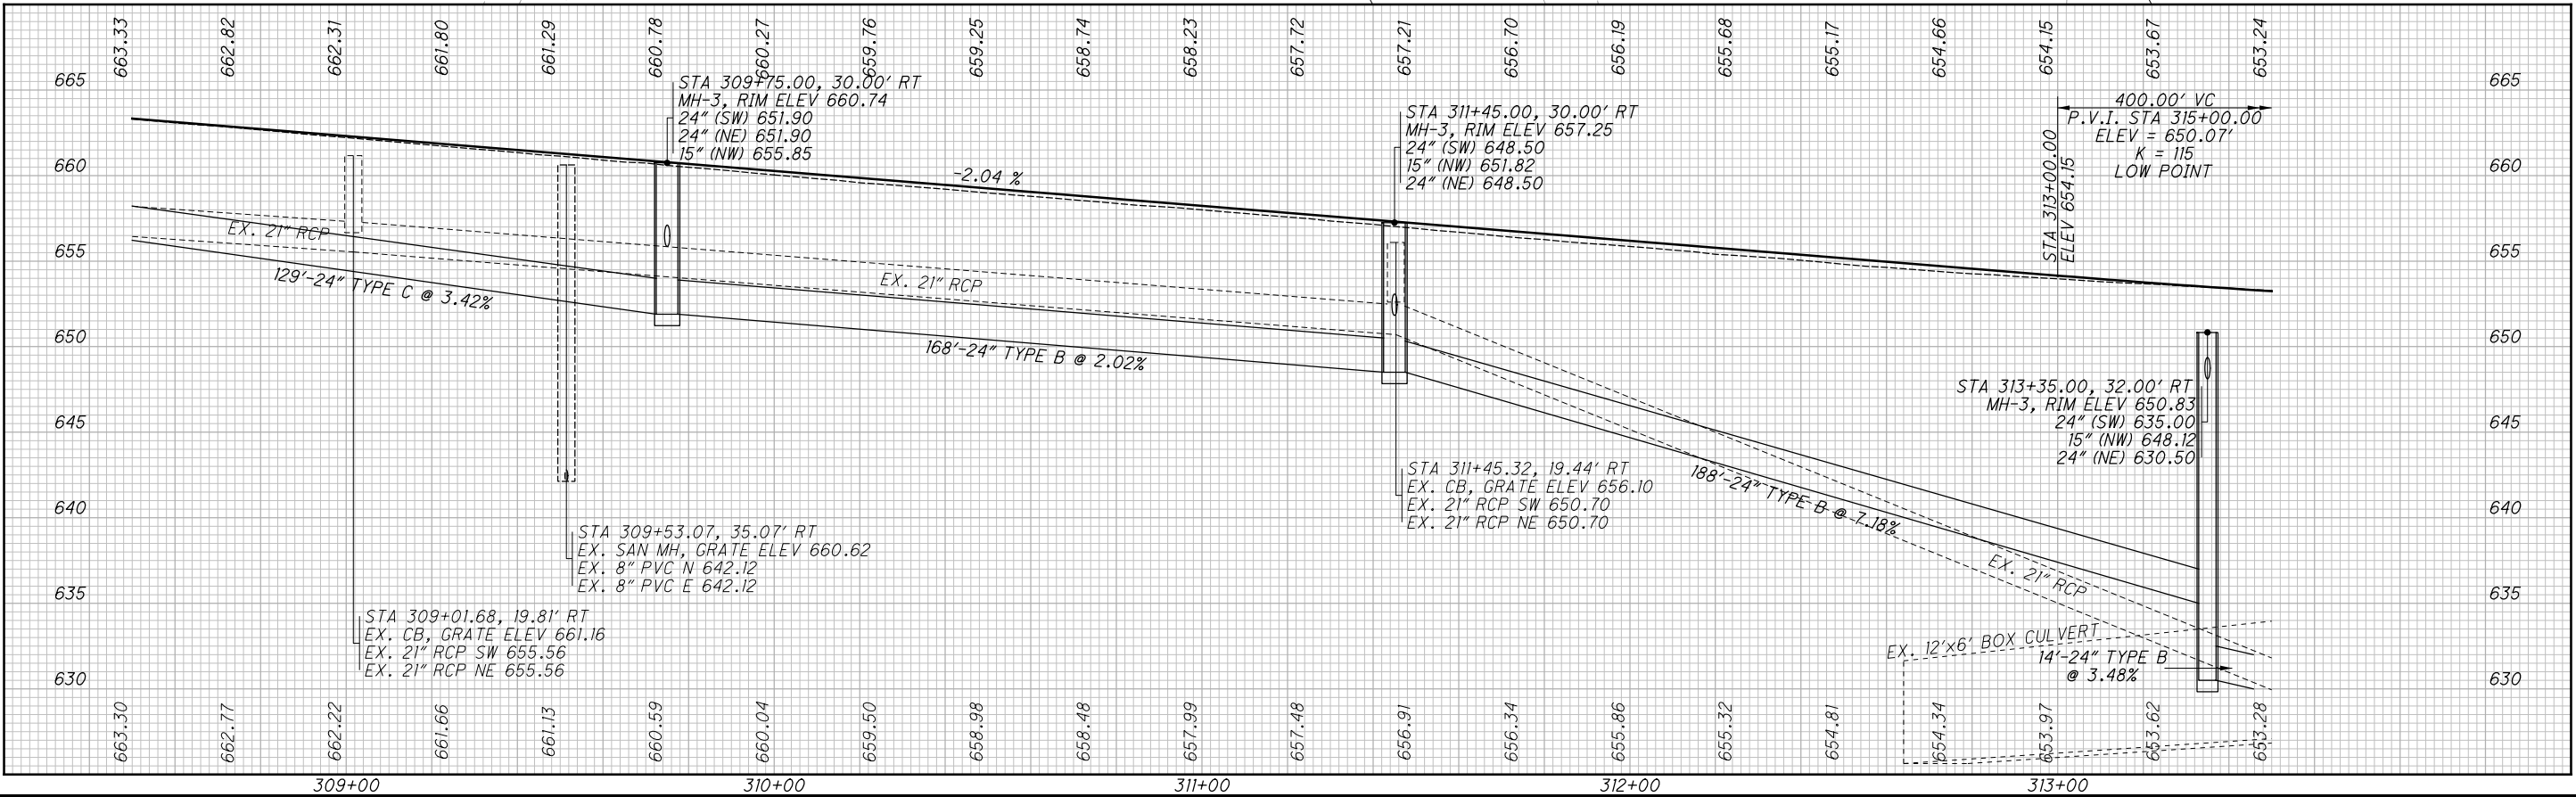 663.33 662.82 662.31 661.80 661.29 660.78 660.27 659.76 659.25 658.74 658.23 657.72 657.21 656.70 656.19 655.68 655.17 654.66 654.15 653.67 653.24
665 665
STA 309+75.00, 30.00' RT
MH-3, RIM ELEV 660.74
24" (SW) 651.90
24" (NE) 651.90
15" (NW) 655.85
STA 311+45.00, 30.00' RT
MH-3, RIM ELEV 657.25
24" (SW) 648.50
15" (NW) 651.82
24" (NE) 648.50
400.00' VC
P.V.I. STA 315+00.00
ELEV = 650.07'
K = 115
LOW POINT
STA 313+00.00
ELEV 654.15
660 660
-2.04 %
EX. 21" RCP
655 655
129'-24" TYPE C @ 3.42%
EX. 21" RCP
650 650
168'-24" TYPE B @ 2.02%
STA 313+35.00, 32.00' RT
MH-3, RIM ELEV 650.83
24" (SW) 635.00
15" (NW) 648.12
24" (NE) 630.50
645 645
STA 311+45.32, 19.44' RT
EX. CB, GRATE ELEV 656.10
EX. 21" RCP SW 650.70
EX. 21" RCP NE 650.70
188'-24" TYPE B @ 7.18%
640 640
STA 309+53.07, 35.07' RT
EX. SAN MH, GRATE ELEV 660.62
EX. 8" PVC N 642.12
EX. 8" PVC E 642.12
EX. 21" RCP
635 635
STA 309+01.68, 19.81' RT
EX. CB, GRATE ELEV 661.16
EX. 21" RCP SW 655.56
EX. 21" RCP NE 655.56
EX. 12'x6' BOX CULVERT
14'-24" TYPE B
@ 3.48%
630 630
663.30 662.77 662.22 661.66 661.13 660.59 660.04 659.50 658.98 658.48 657.99 657.48 656.91 656.34 655.86 655.32 654.81 654.34 653.97 653.62 653.28
309+00 310+00 311+00 312+00 313+00